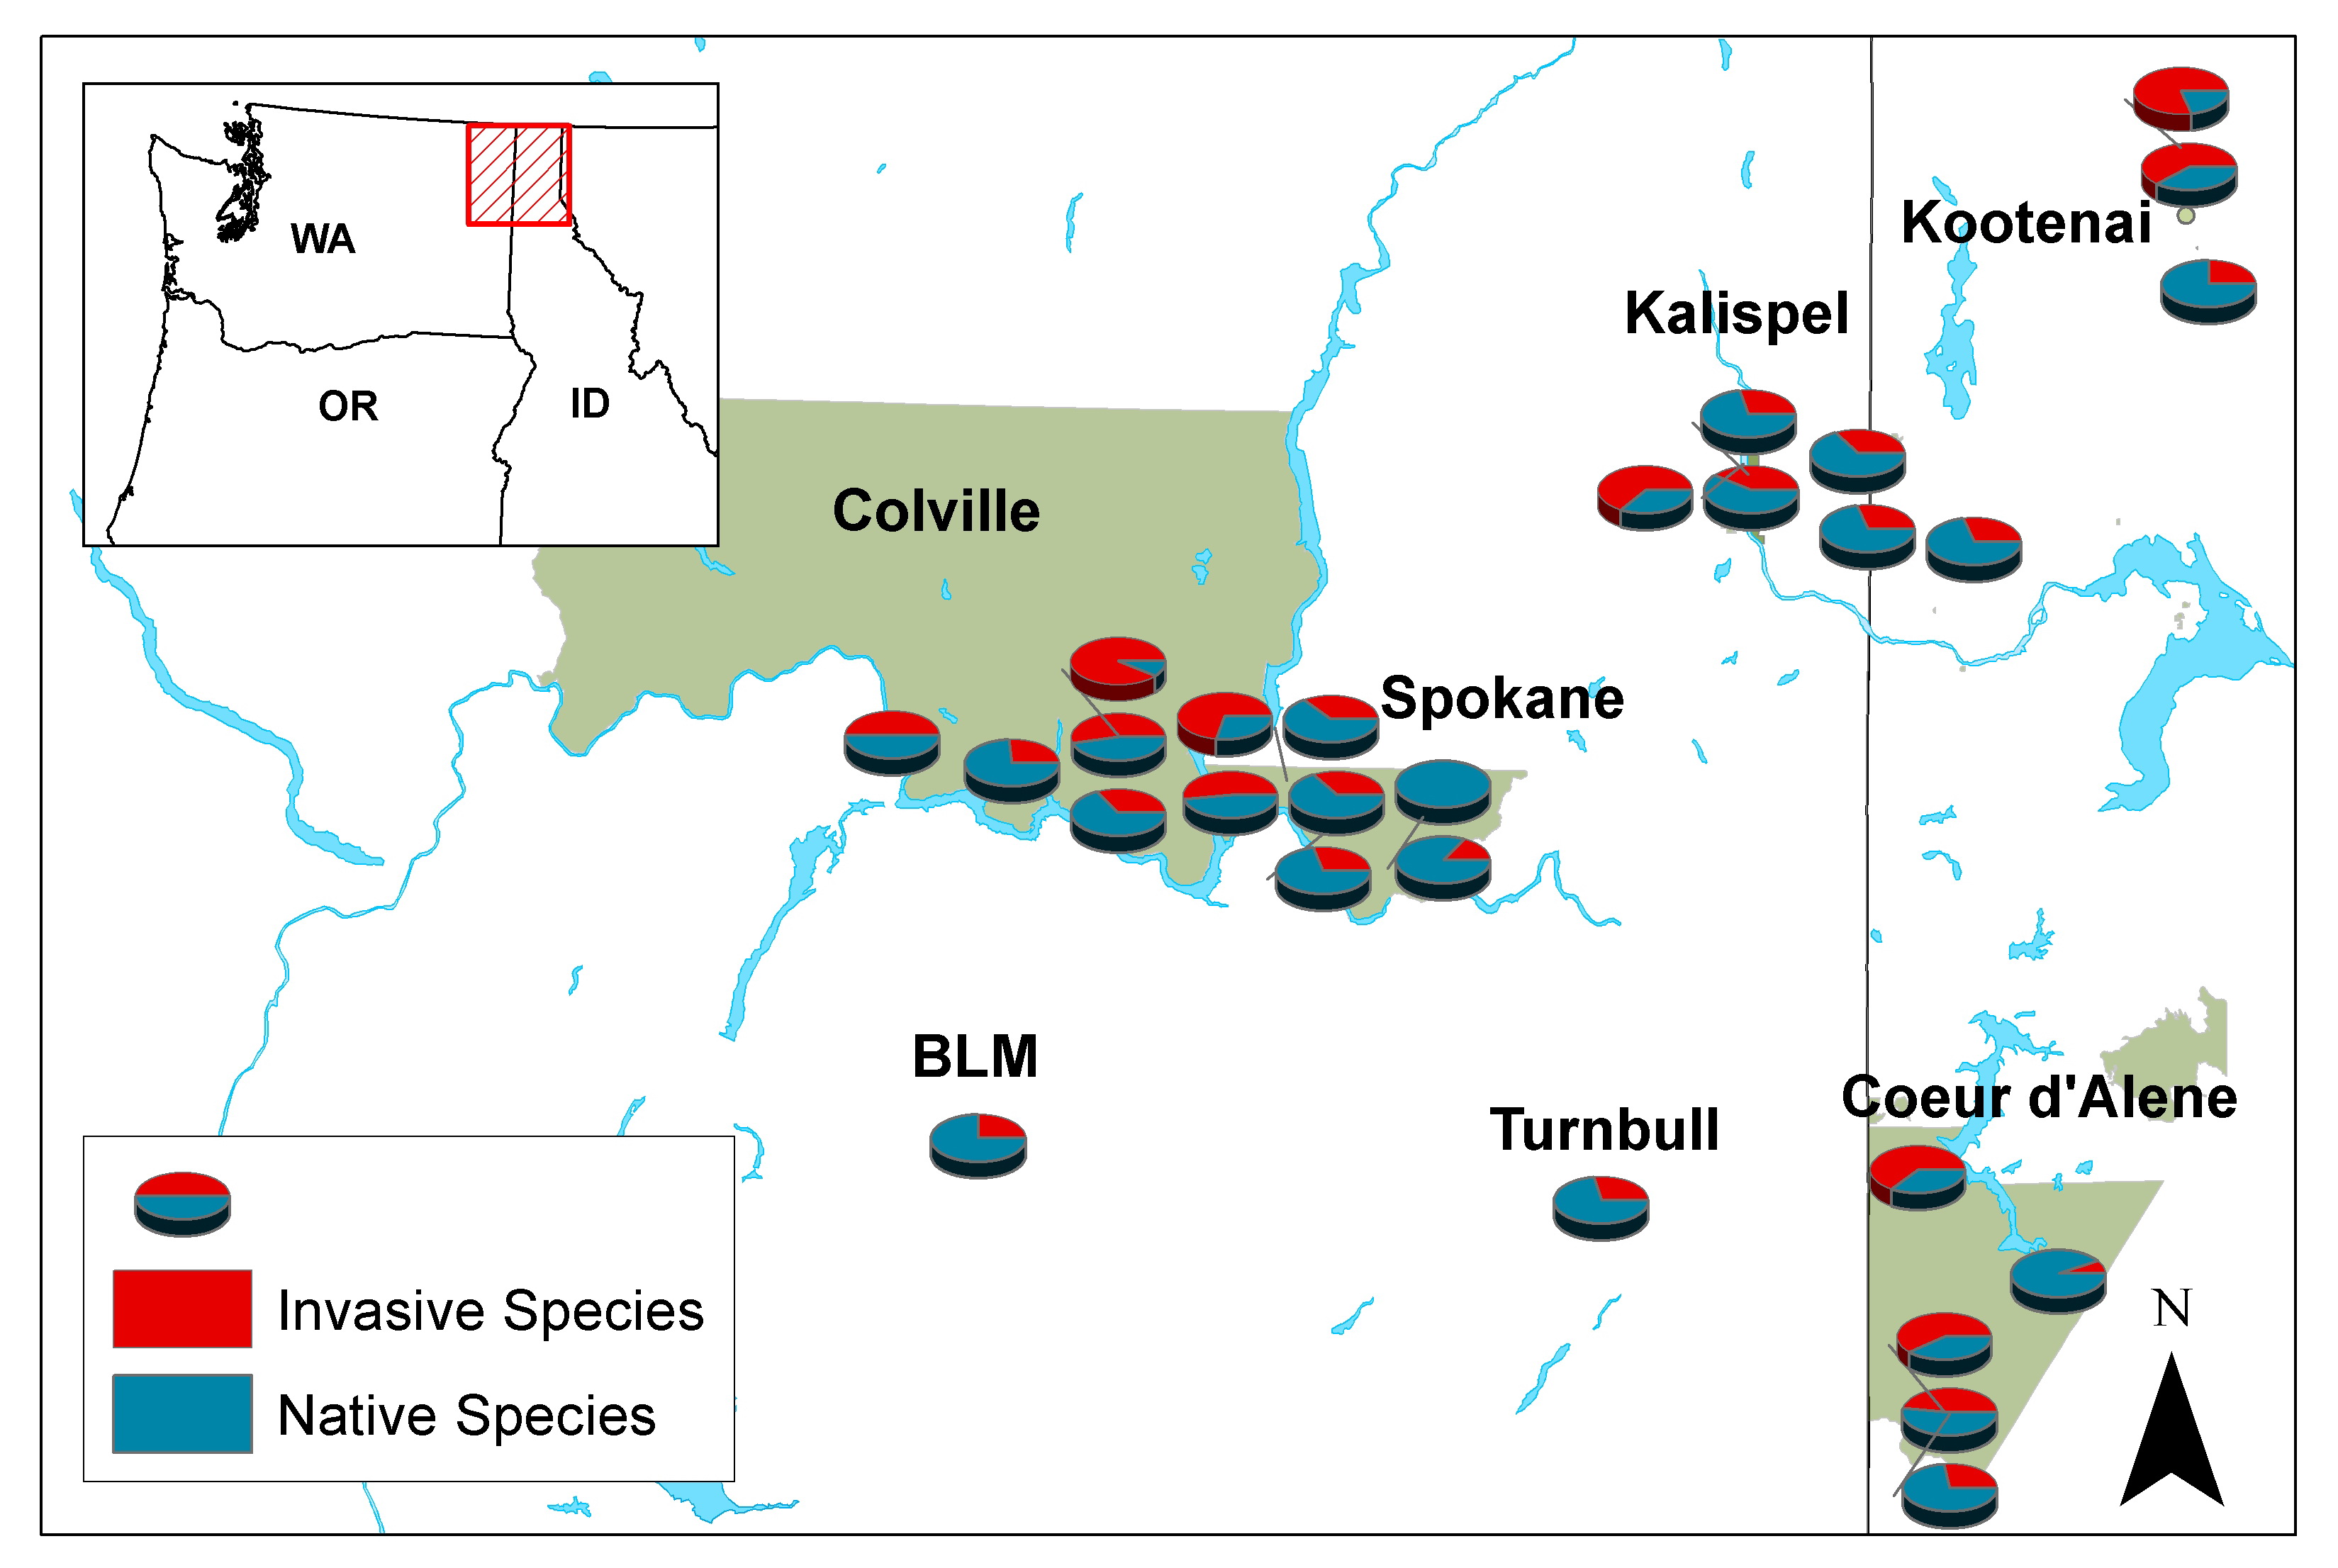 WA
OR
ID
Kootenai
Kalispel
Colville
Spokane
BLM
Turnbull
Coeur d'Alene
Invasive Species
Native Species
N